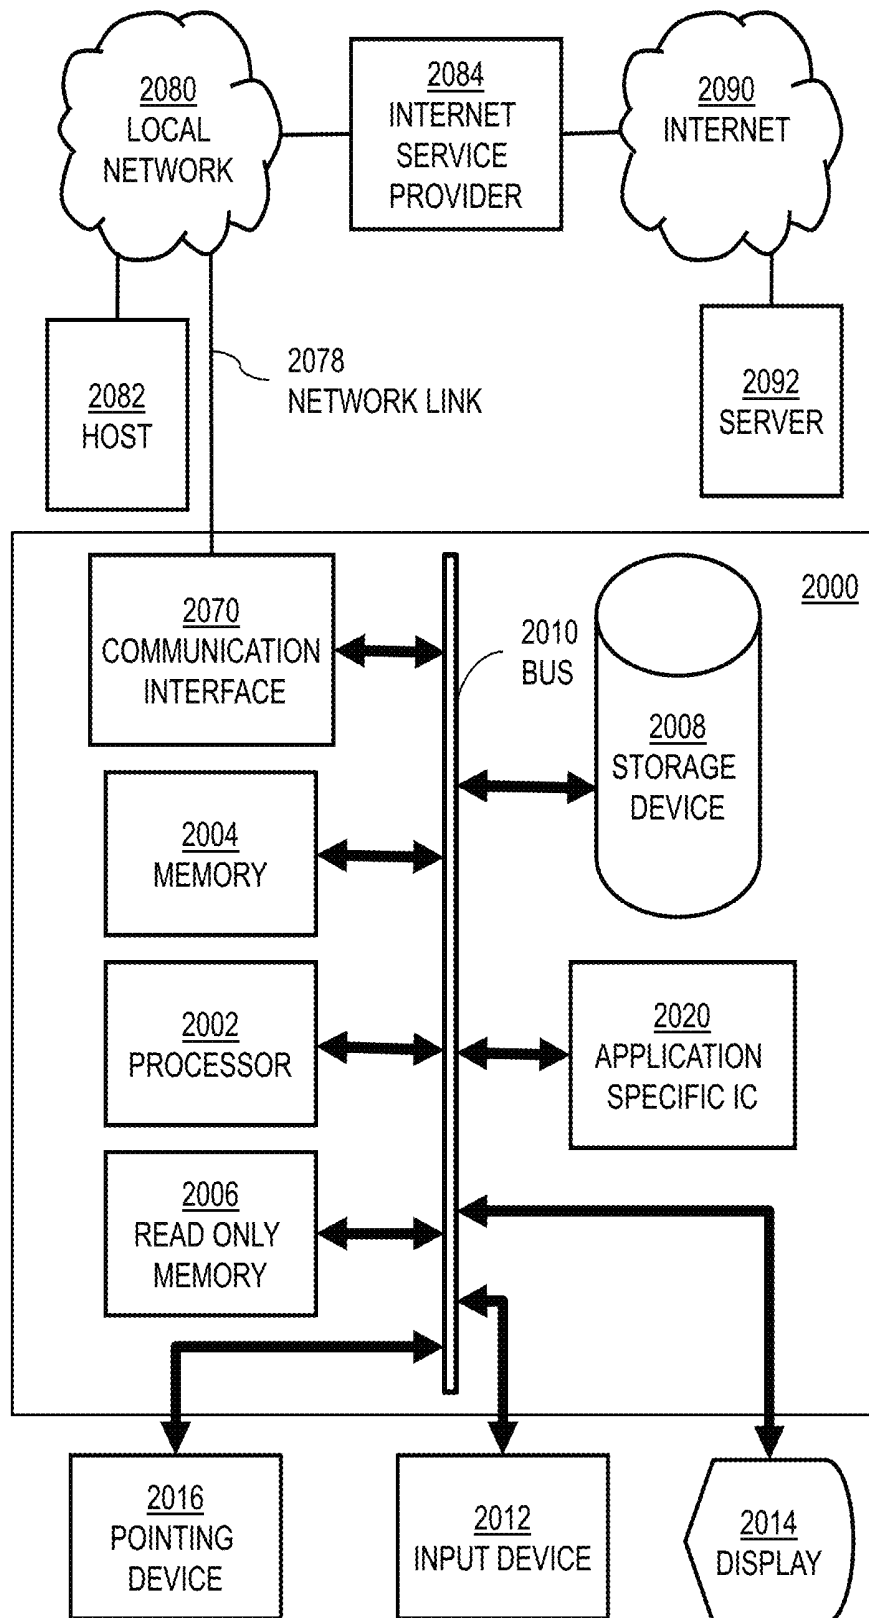 2080
LOCAL
NETWORK
2084
INTERNET
SERVICE
PROVIDER
2090
INTERNET
2082
HOST
2078
NETWORK LINK
2092
SERVER
2000
2070
COMMUNICATION
INTERFACE
2010
BUS
2008
STORAGE
DEVICE
2004
MEMORY
2002
PROCESSOR
2020
APPLICATION
SPECIFIC IC
2006
READ ONLY
MEMORY
2016
POINTING
DEVICE
2012
INPUT DEVICE
2014
DISPLAY